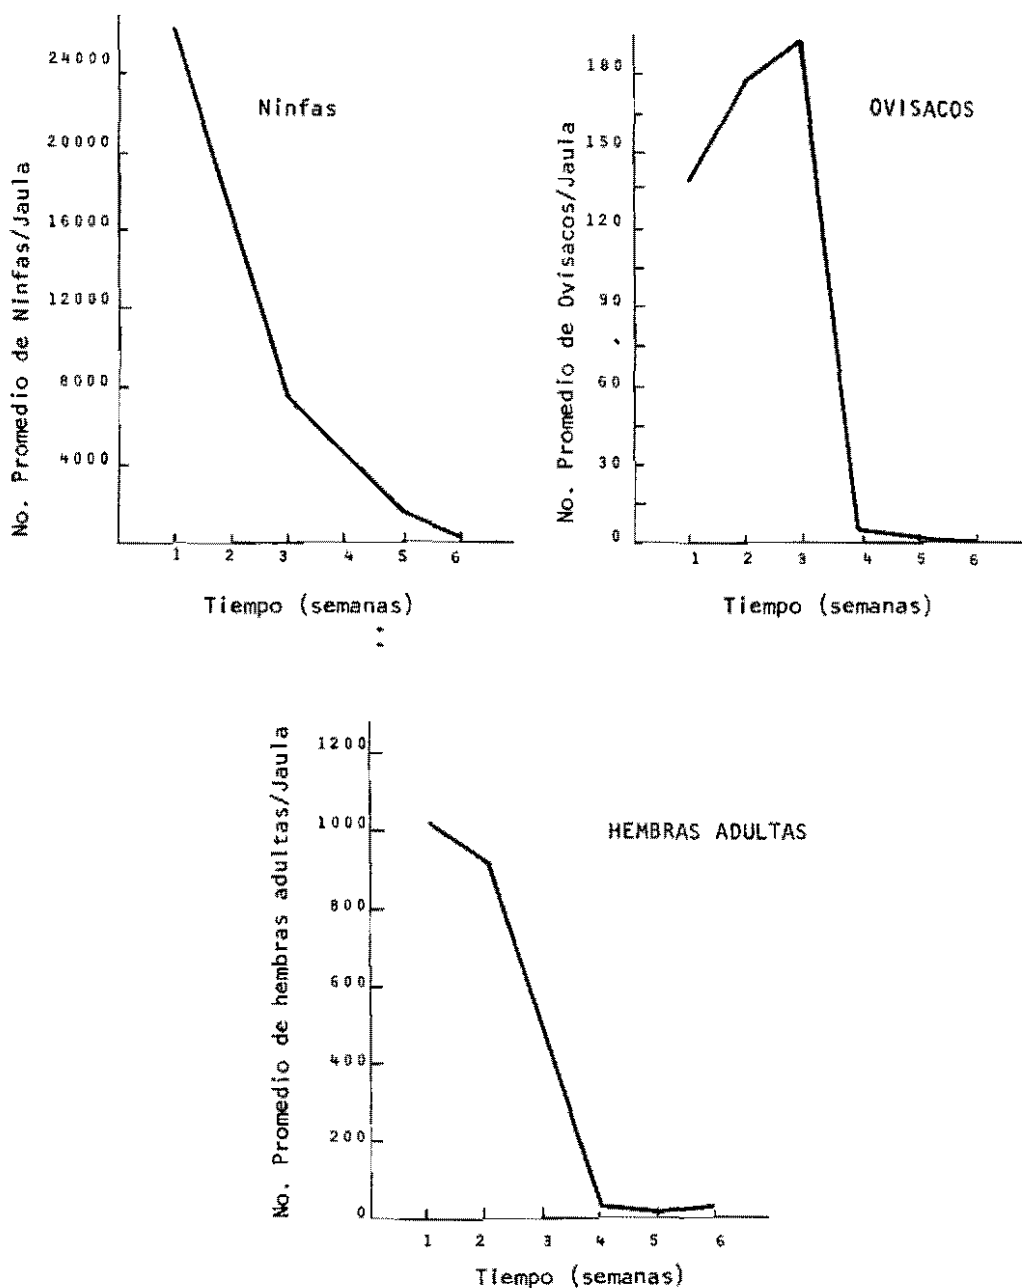 No. Promedio de Ninfas/Jaula
24000
20000
16000
12000
8000
4000
Ninfas
1 2 3 4 5 6
Tiempo (semanas)
No. Promedio de Ovisacos/Jaula
180
150
120
90
60
30
0
OVISACOS
1 2 3 4 5 6
Tiempo (semanas)
No. Promedio de hembras adultas/Jaula
1200
1000
800
600
400
200
0
HEMBRAS ADULTAS
1 2 3 4 5 6
Tiempo (semanas)